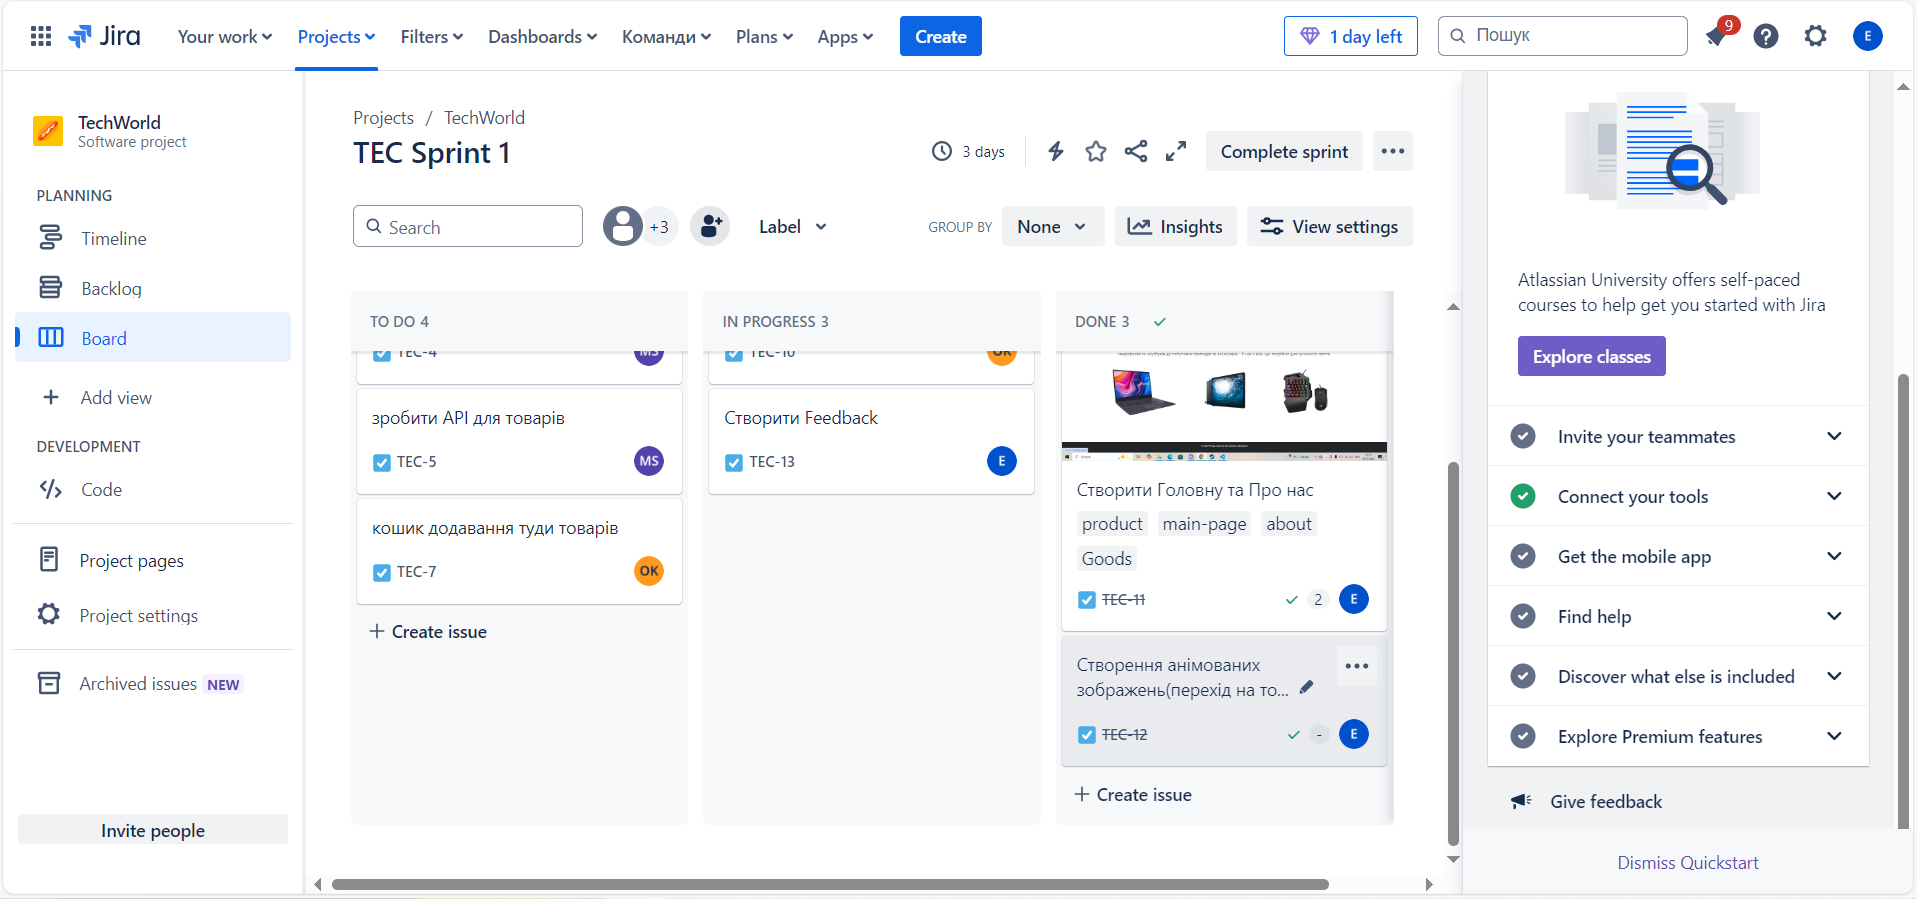 Jira
Your work
Projects
Filters
Dashboards
Команди
Plans
Apps
Create
1 day left
Пошук
9
E
TechWorld
Software project
PLANNING
Timeline
Backlog
Board
Add view
DEVELOPMENT
Code
Project pages
Project settings
Archived issues NEW
Invite people
Projects / TechWorld
TEC Sprint 1
3 days
Complete sprint
Search
+3
Label
GROUP BY
None
Insights
View settings
TO DO 4
TEC-4
MS
зробити API для товарів
TEC-5
MS
кошик додавання туди товарів
TEC-7
OK
+ Create issue
IN PROGRESS 3
TEC-10
OK
Створити Feedback
TEC-13
E
DONE 3
Створити Головну та Про нас
product main-page about
Goods
TEC-11
2
E
Створення анімованих
зображень(перехід на то...
TEC-12
-
E
+ Create issue
Atlassian University offers self-paced
courses to help get you started with Jira
Explore classes
Invite your teammates
Connect your tools
Get the mobile app
Find help
Discover what else is included
Explore Premium features
Give feedback
Dismiss Quickstart